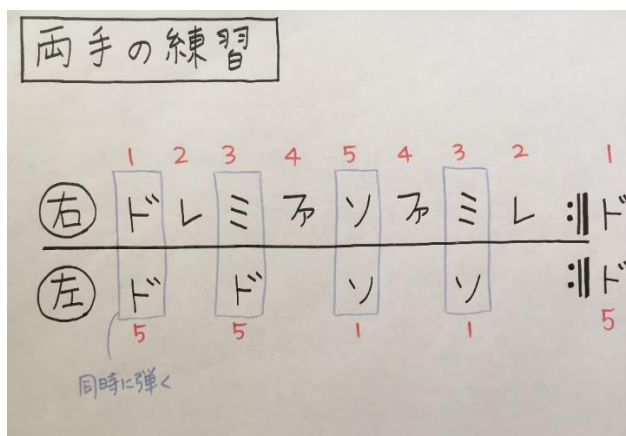 両手の練習
1 2 3 4 5 4 3 2 1
右 ド レ ミ ファ ソ ファ ミ レ :|| ド
左 ド ド ソ ソ :|| ド
5 5 1 1 5
同時に弾く